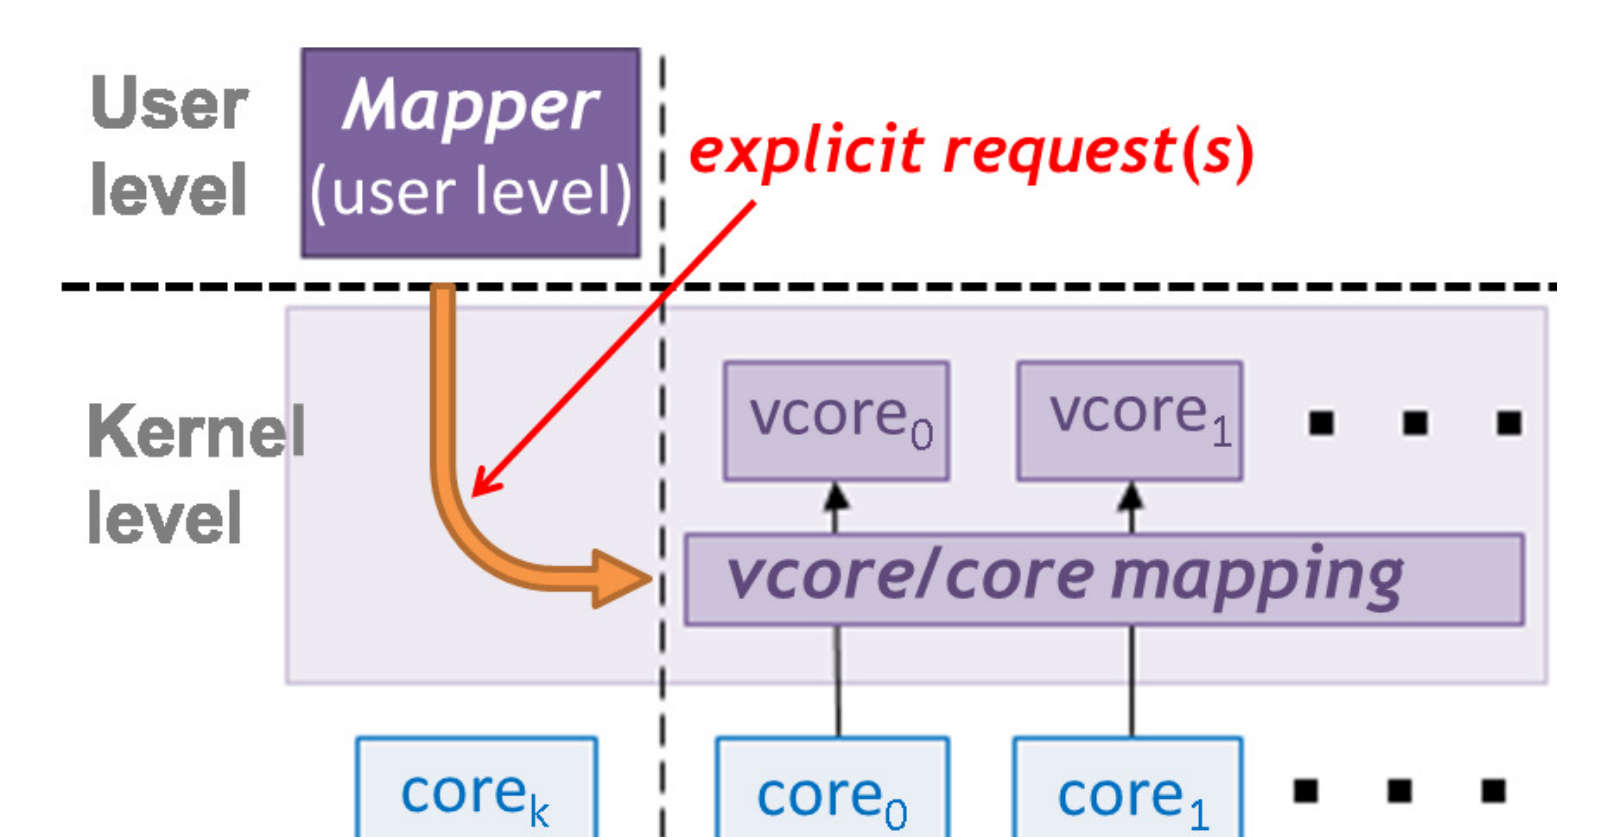 User
level
Mapper
(user level)
explicit request(s)
Kernel
level
vcore0
vcore1
vcore/core mapping
corek
core0
core1